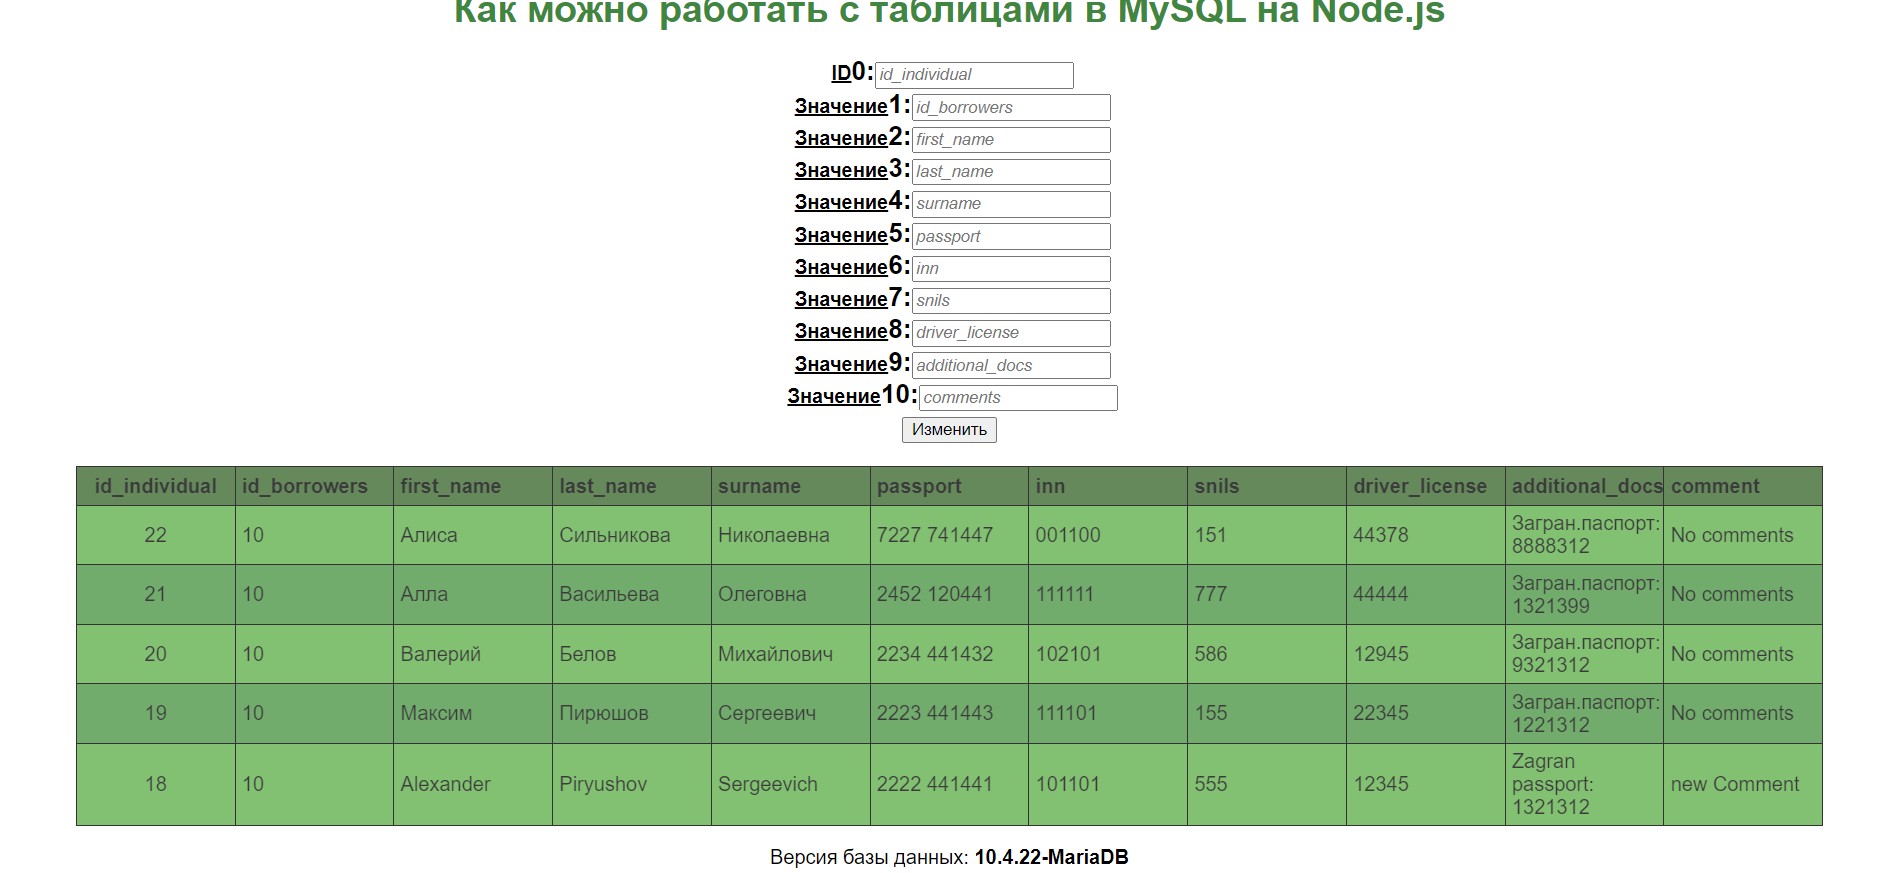 Как можно работать с таблицами в MySQL на Node.js
ID0: id_individual
Значение1: id_borrowers
Значение2: first_name
Значение3: last_name
Значение4: surname
Значение5: passport
Значение6: inn
Значение7: snils
Значение8: driver_license
Значение9: additional_docs
Значение10: comments
Изменить
id_individual id_borrowers first_name last_name surname passport inn snils driver_license additional_docs comment
22 10 Алиса Сильникова Николаевна 7227 741447 001100 151 44378 Загран.паспорт: 8888312 No comments
21 10 Алла Васильева Олеговна 2452 120441 111111 777 44444 Загран.паспорт: 1321399 No comments
20 10 Валерий Белов Михайлович 2234 441432 102101 586 12945 Загран.паспорт: 9321312 No comments
19 10 Максим Пирюшов Сергеевич 2223 441443 111101 155 22345 Загран.паспорт: 1221312 No comments
18 10 Alexander Piryushov Sergeevich 2222 441441 101101 555 12345 Zagran passport: 1321312 new Comment
Версия базы данных: 10.4.22-MariaDB